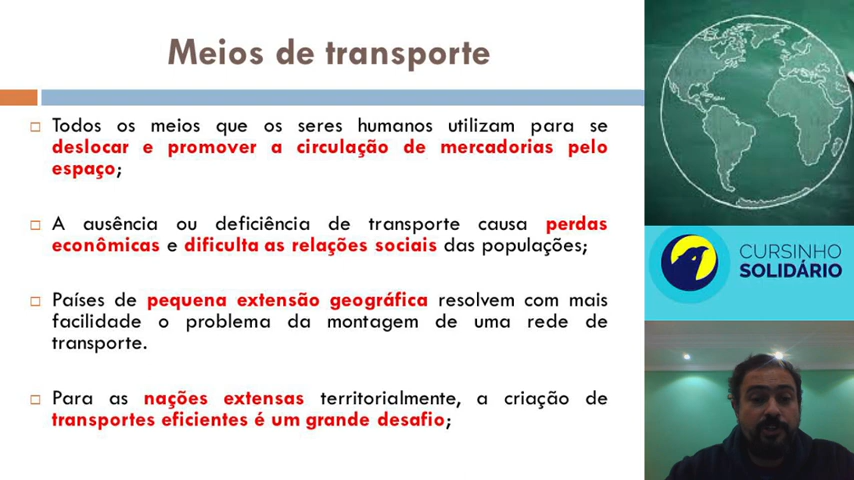 Meios de transporte
Todos os meios que os seres humanos utilizam para se
deslocar e promover a circulação de mercadorias pelo
espaço;
A ausência ou deficiência de transporte causa perdas
econômicas e dificulta as relações sociais das populações;
Países de pequena extensão geográfica resolvem com mais
facilidade o problema da montagem de uma rede de
transporte.
Para as nações extensas territorialmente, a criação de
transportes eficientes é um grande desafio;
CURSINHO
SOLIDÁRIO